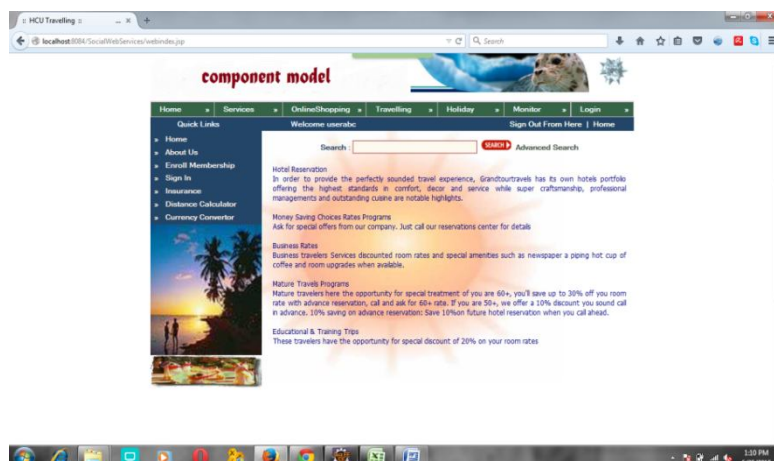 :: HCU Travelling ::
localhost:8084/SocialWebServices/webindex.jsp
Search
component model
Home » Services » OnlineShopping » Travelling » Holiday » Monitor » Login »
Quick Links
Welcome userabc
Sign Out From Here | Home
» Home
» About Us
» Enroll Membership
» Sign In
» Insurance
» Distance Calculator
» Currency Convertor
Search :
SEARCH
Advanced Search
Hotel Reservation
In order to provide the perfectly sounded travel experience, Grandtourtravels has its own hotels portfolio
offering the highest standards in comfort, decor and service while super craftsmanship, professional
managements and outstanding cuisine are notable highlights.
Money Saving Choices Rates Programs
Ask for special offers from our company. Just call our reservations center for details
Business Rates
Business travelers Services discounted room rates and special amenities such as newspaper a piping hot cup of
coffee and room upgrades when available.
Mature Travels Programs
Mature travelers here the opportunity for special treatment of you are 60+, you'll save up to 30% off you room
rate with advance reservation, call and ask for 60+ rate. If you are 50+, we offer a 10% discount you sound call
in advance. 10% saving on advance reservation: Save 10%on future hotel reservation when you call ahead.
Educational & Training Trips
These travelers have the opportunity for special discount of 20% on your room rates
1:10 PM